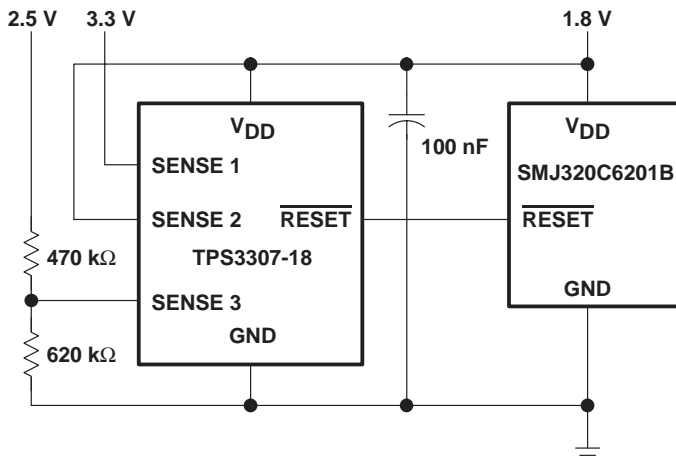 2.5 V 3.3 V 1.8 V
VDD VDD
100 nF
SENSE 1 SMJ320C6201B
SENSE 2 RESET RESET
470 kΩ TPS3307-18
SENSE 3 GND
GND
620 kΩ